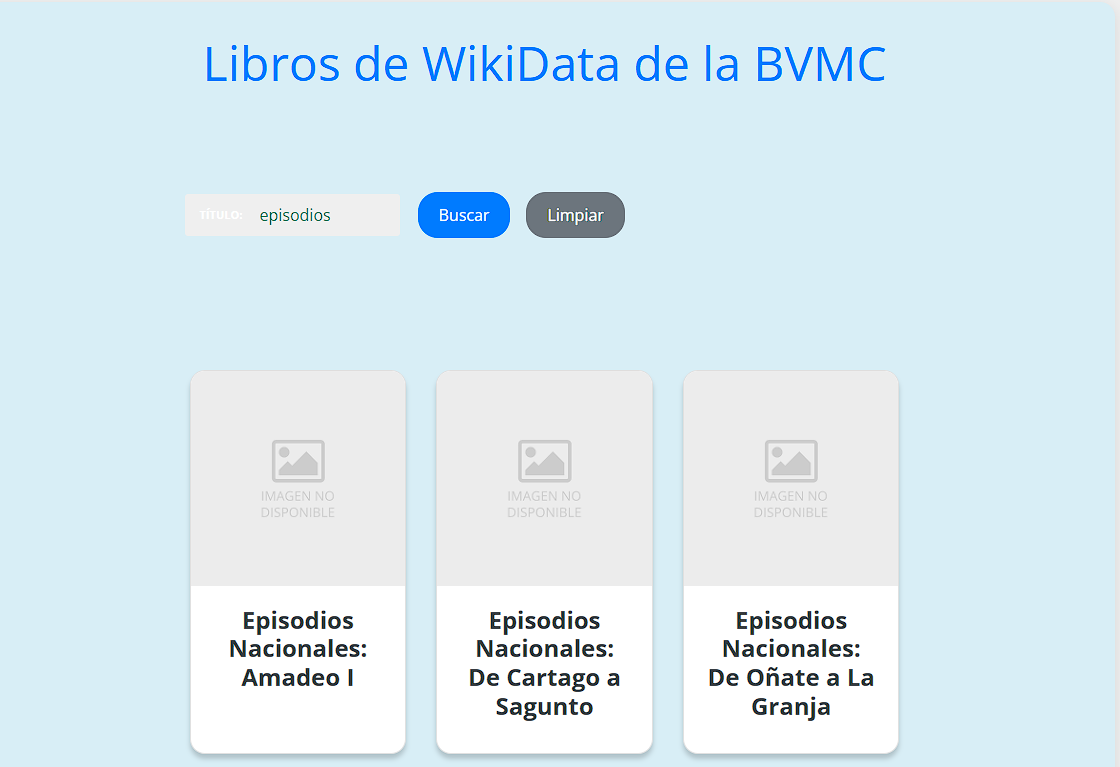 Libros de WikiData de la BVMC
TÍTULO: episodios Buscar Limpiar
IMAGEN NO
DISPONIBLE
Episodios
Nacionales:
Amadeo I
IMAGEN NO
DISPONIBLE
Episodios
Nacionales:
De Cartago a
Sagunto
IMAGEN NO
DISPONIBLE
Episodios
Nacionales:
De Oñate a La
Granja